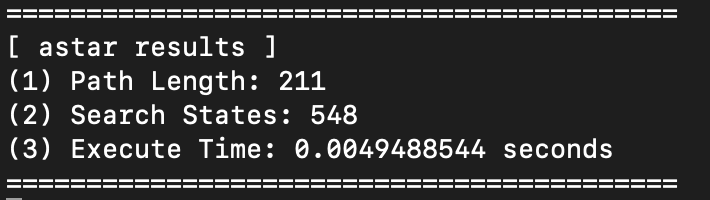 ==========================================
[ astar results ]
(1) Path Length: 211
(2) Search States: 548
(3) Execute Time: 0.0049488544 seconds
==========================================